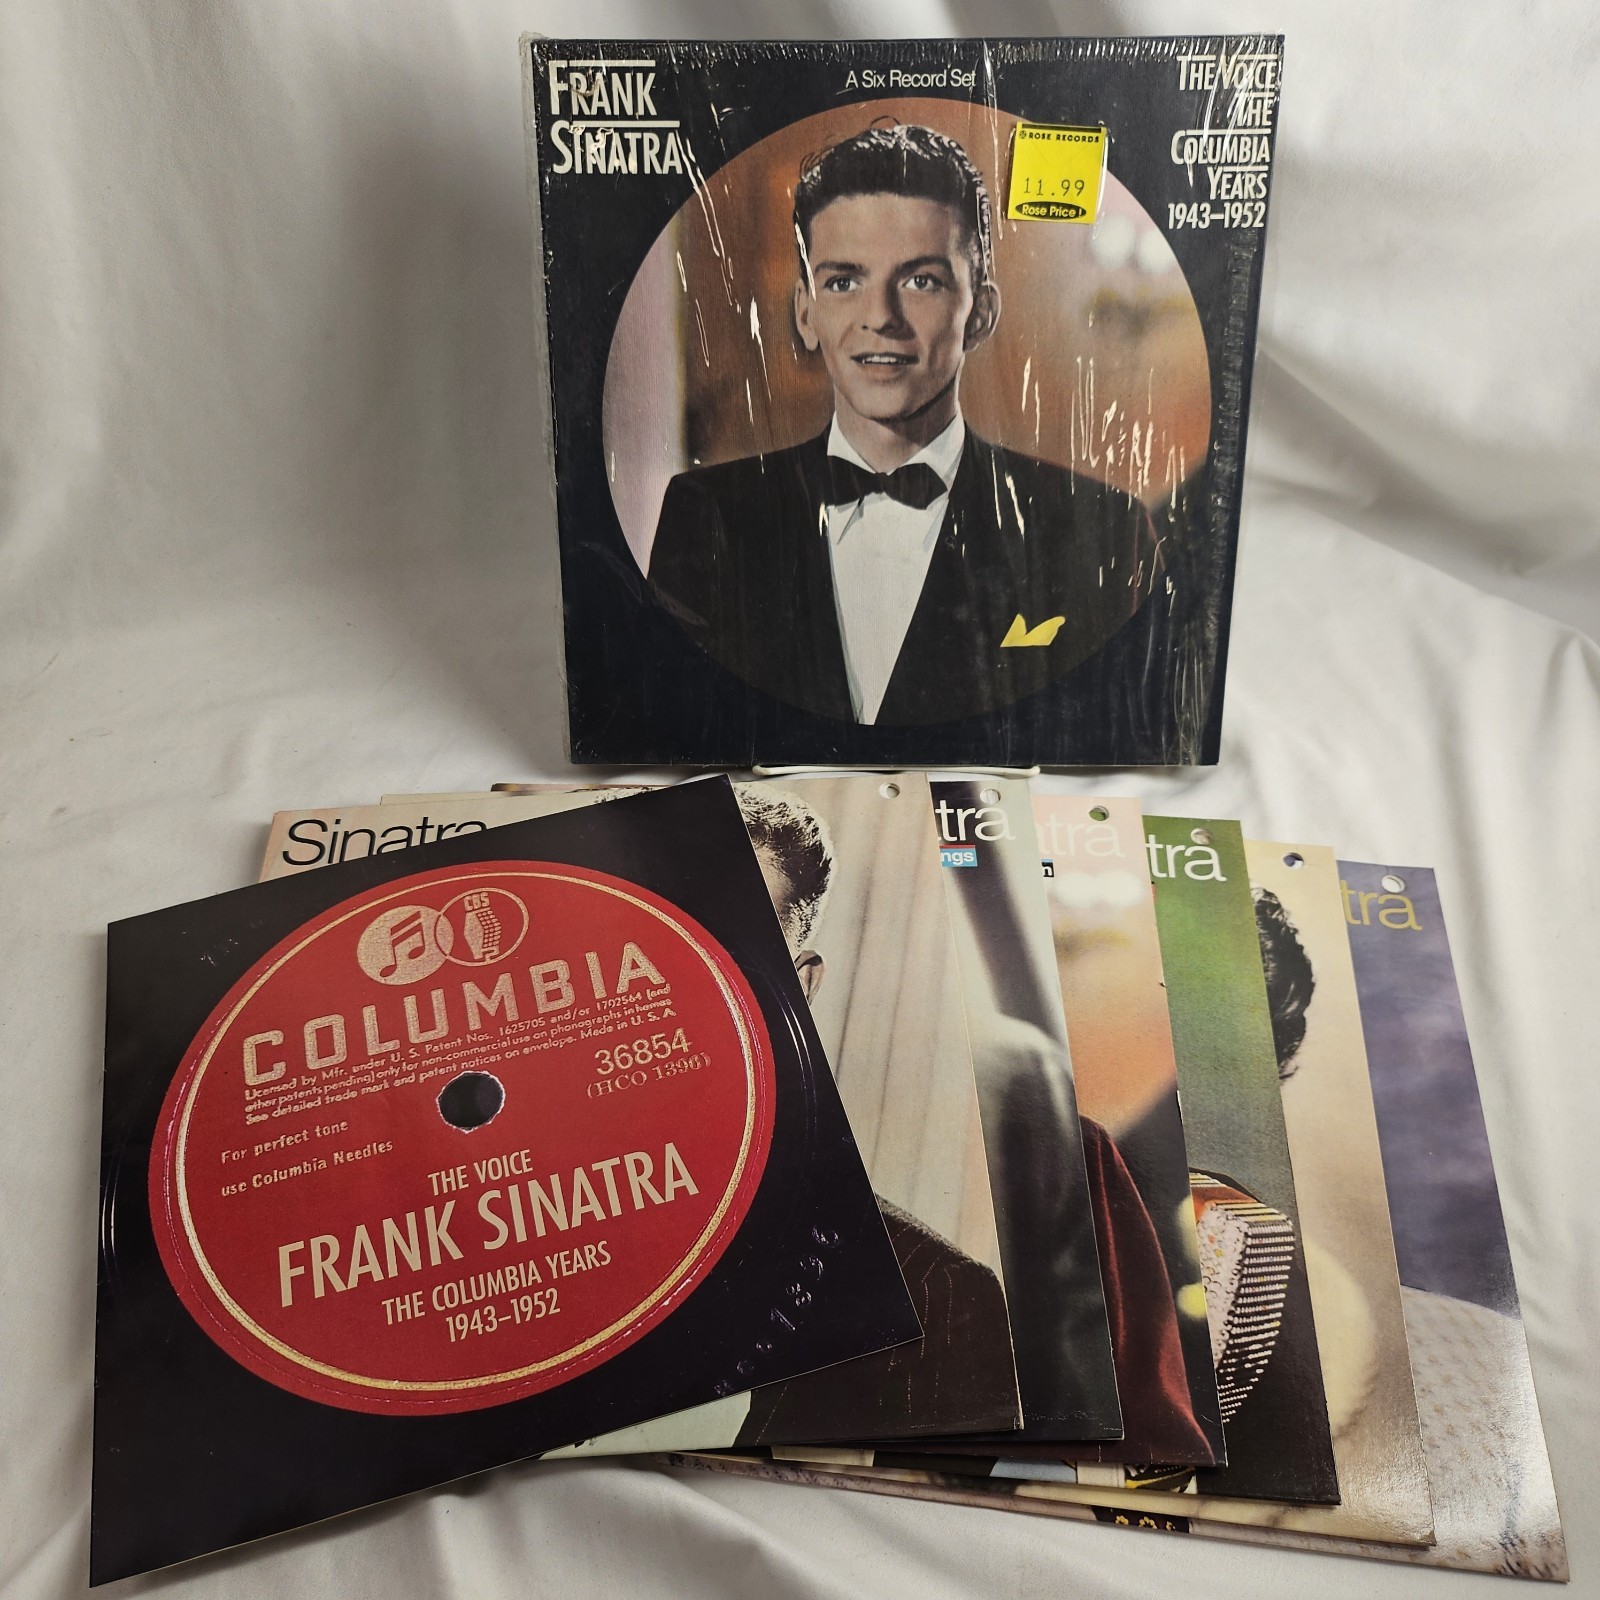 FRANK
SINATRA
A Six Record Set
THE VOICE
THE
COLUMBIA
YEARS
1943–1952
ROSE RECORDS
11.99
Rose Price!
Sinatra
tra
ngs
atra
n
tra
tra
CBS
COLUMBIA
Licensed by Mfr. under U. S. Patent Nos. 1625705 and/or 1702564 (and
other patents pending) only for non-commercial use on phonographs in homes
See detailed trade mark and patent notices on envelope. Made in U. S. A
36854
(HCO 1396)
For perfect tone
use Columbia Needles
THE VOICE
FRANK SINATRA
THE COLUMBIA YEARS
1943–1952